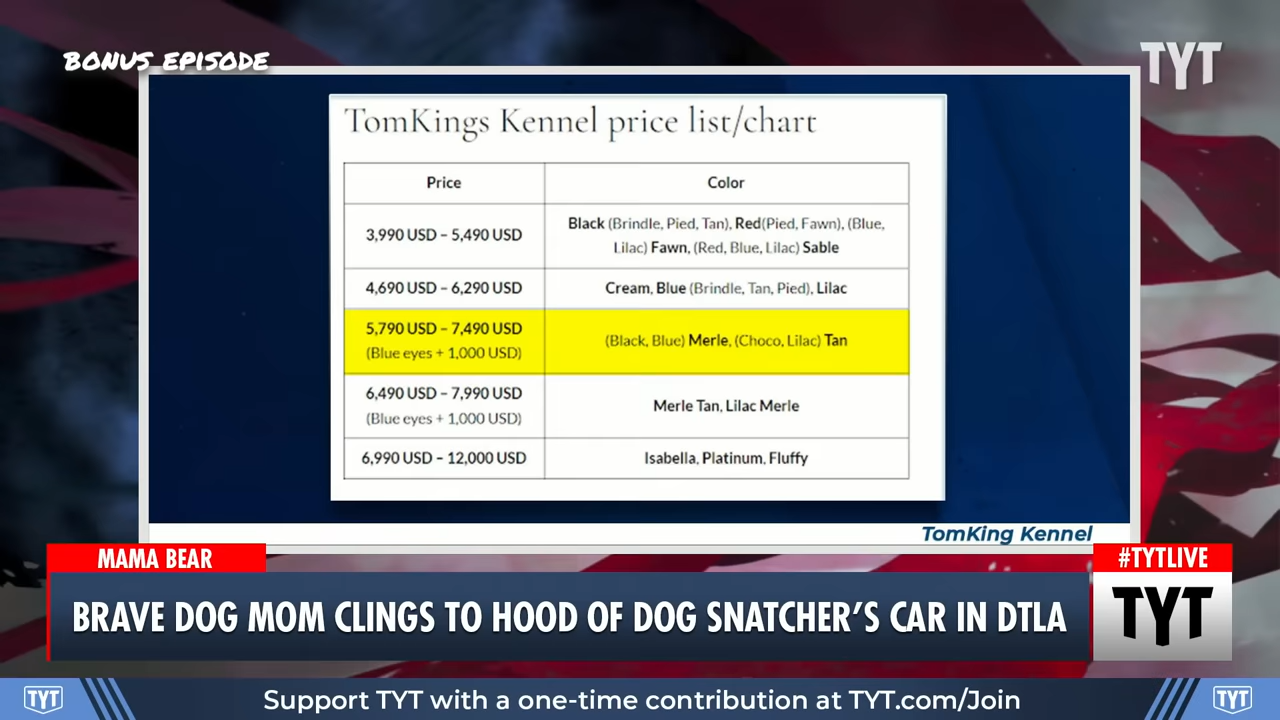 BONUS EPISODE
TYT
TomKings Kennel price list/chart
Price
Color
3,990 USD – 5,490 USD
Black (Brindle, Pied, Tan), Red(Pied, Fawn), (Blue,
Lilac) Fawn, (Red, Blue, Lilac) Sable
4,690 USD – 6,290 USD
Cream, Blue (Brindle, Tan, Pied), Lilac
5,790 USD – 7,490 USD
(Blue eyes + 1,000 USD)
(Black, Blue) Merle, (Choco, Lilac) Tan
6,490 USD – 7,990 USD
(Blue eyes + 1,000 USD)
Merle Tan, Lilac Merle
6,990 USD – 12,000 USD
Isabella, Platinum, Fluffy
TomKing Kennel
MAMA BEAR
#TYTLIVE
BRAVE DOG MOM CLINGS TO HOOD OF DOG SNATCHER'S CAR IN DTLA
TYT
TYT
Support TYT with a one-time contribution at TYT.com/Join
TYT